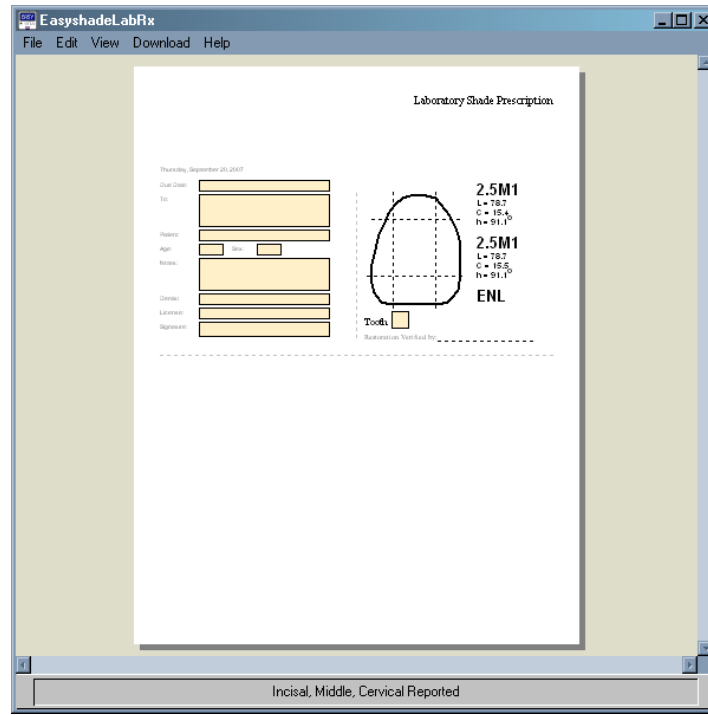 EasyshadeLabRx
File Edit View Download Help
Laboratory Shade Prescription
Thursday, September 20, 2007
Due Date:
To:
Patient:
Age: Sex:
Notes:
Dentist:
License:
Signature:
2.5M1
L = 78.7
C = 15.4
h = 91.1°
2.5M1
L = 78.7
C = 15.5
h = 91.1°
ENL
Tooth
Restoration Verified by:
Incisal, Middle, Cervical Reported